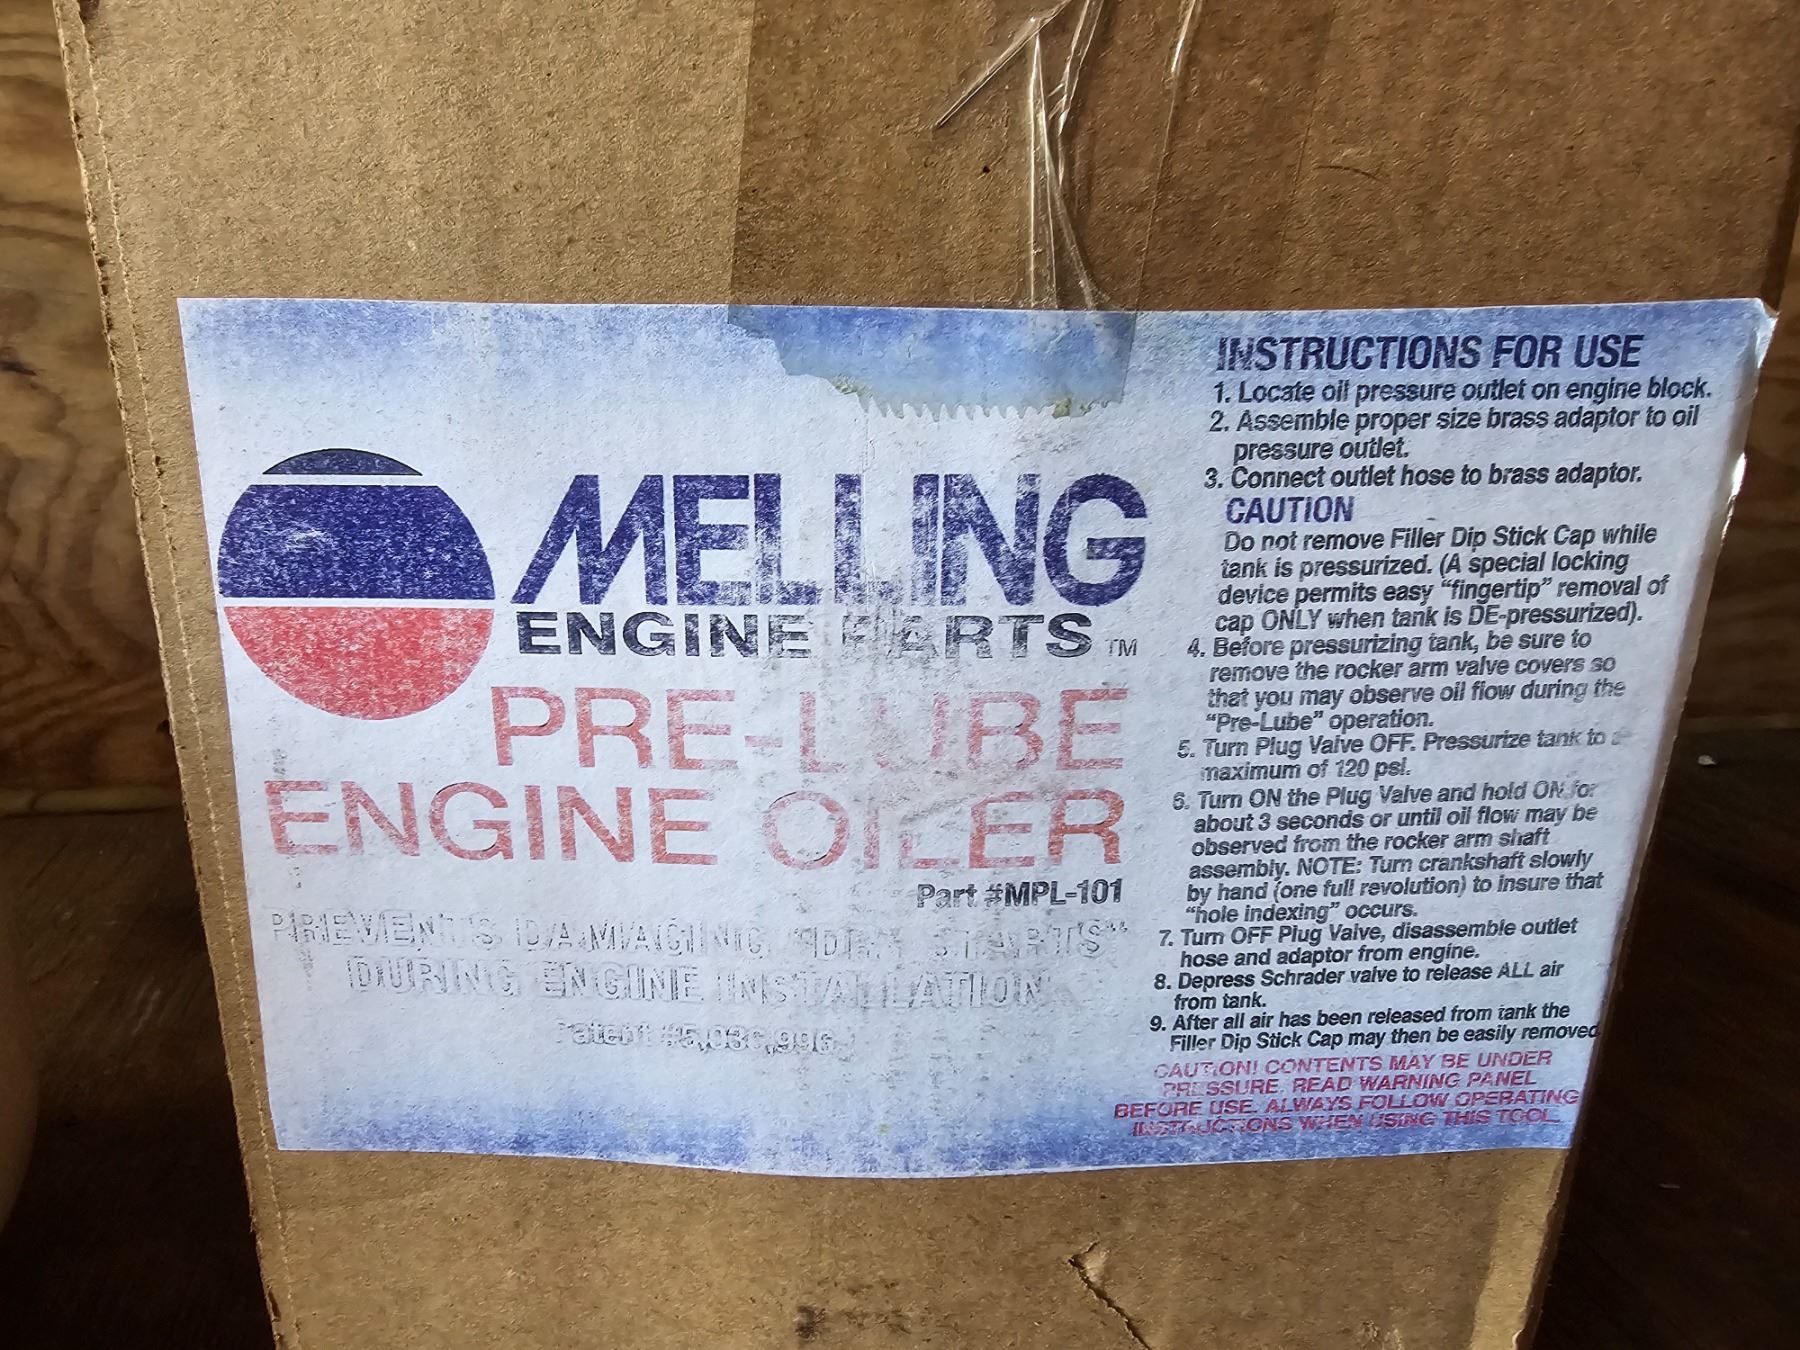 MELLING
ENGINE PARTS TM
PRE-LUBE
ENGINE OILER
Part #MPL-101
PREVENTS DAMAGING "DRY STARTS"
DURING ENGINE INSTALLATION
Patent
INSTRUCTIONS FOR USE
1. Locate oil pressure outlet on engine block.
2. Assemble proper size brass adaptor to oil
pressure outlet.
3. Connect outlet hose to brass adaptor.
CAUTION
Do not remove Filler Dip Stick Cap while
tank is pressurized. (A special locking
device permits easy "fingertip" removal of
cap ONLY when tank is DE-pressurized).
4. Before pressurizing tank, be sure to
remove the rocker arm valve covers so
that you may observe oil flow during the
"Pre-Lube" operation.
5. Turn Plug Valve OFF. Pressurize tank to a
maximum of 120 psi.
6. Turn ON the Plug Valve and hold ON for
about 3 seconds or until oil flow may be
observed from the rocker arm shaft
assembly. NOTE: Turn crankshaft slowly
by hand (one full revolution) to insure that
"hole indexing" occurs.
7. Turn OFF Plug Valve, disassemble outlet
hose and adaptor from engine.
8. Depress Schrader valve to release ALL air
from tank.
9. After all air has been released from tank the
Filler Dip Stick Cap may then be easily removed
CAUTION! CONTENTS MAY BE UNDER
PRESSURE. READ WARNING PANEL
BEFORE USE. ALWAYS FOLLOW OPERATING
INSTRUCTIONS WHEN USING THIS TOOL